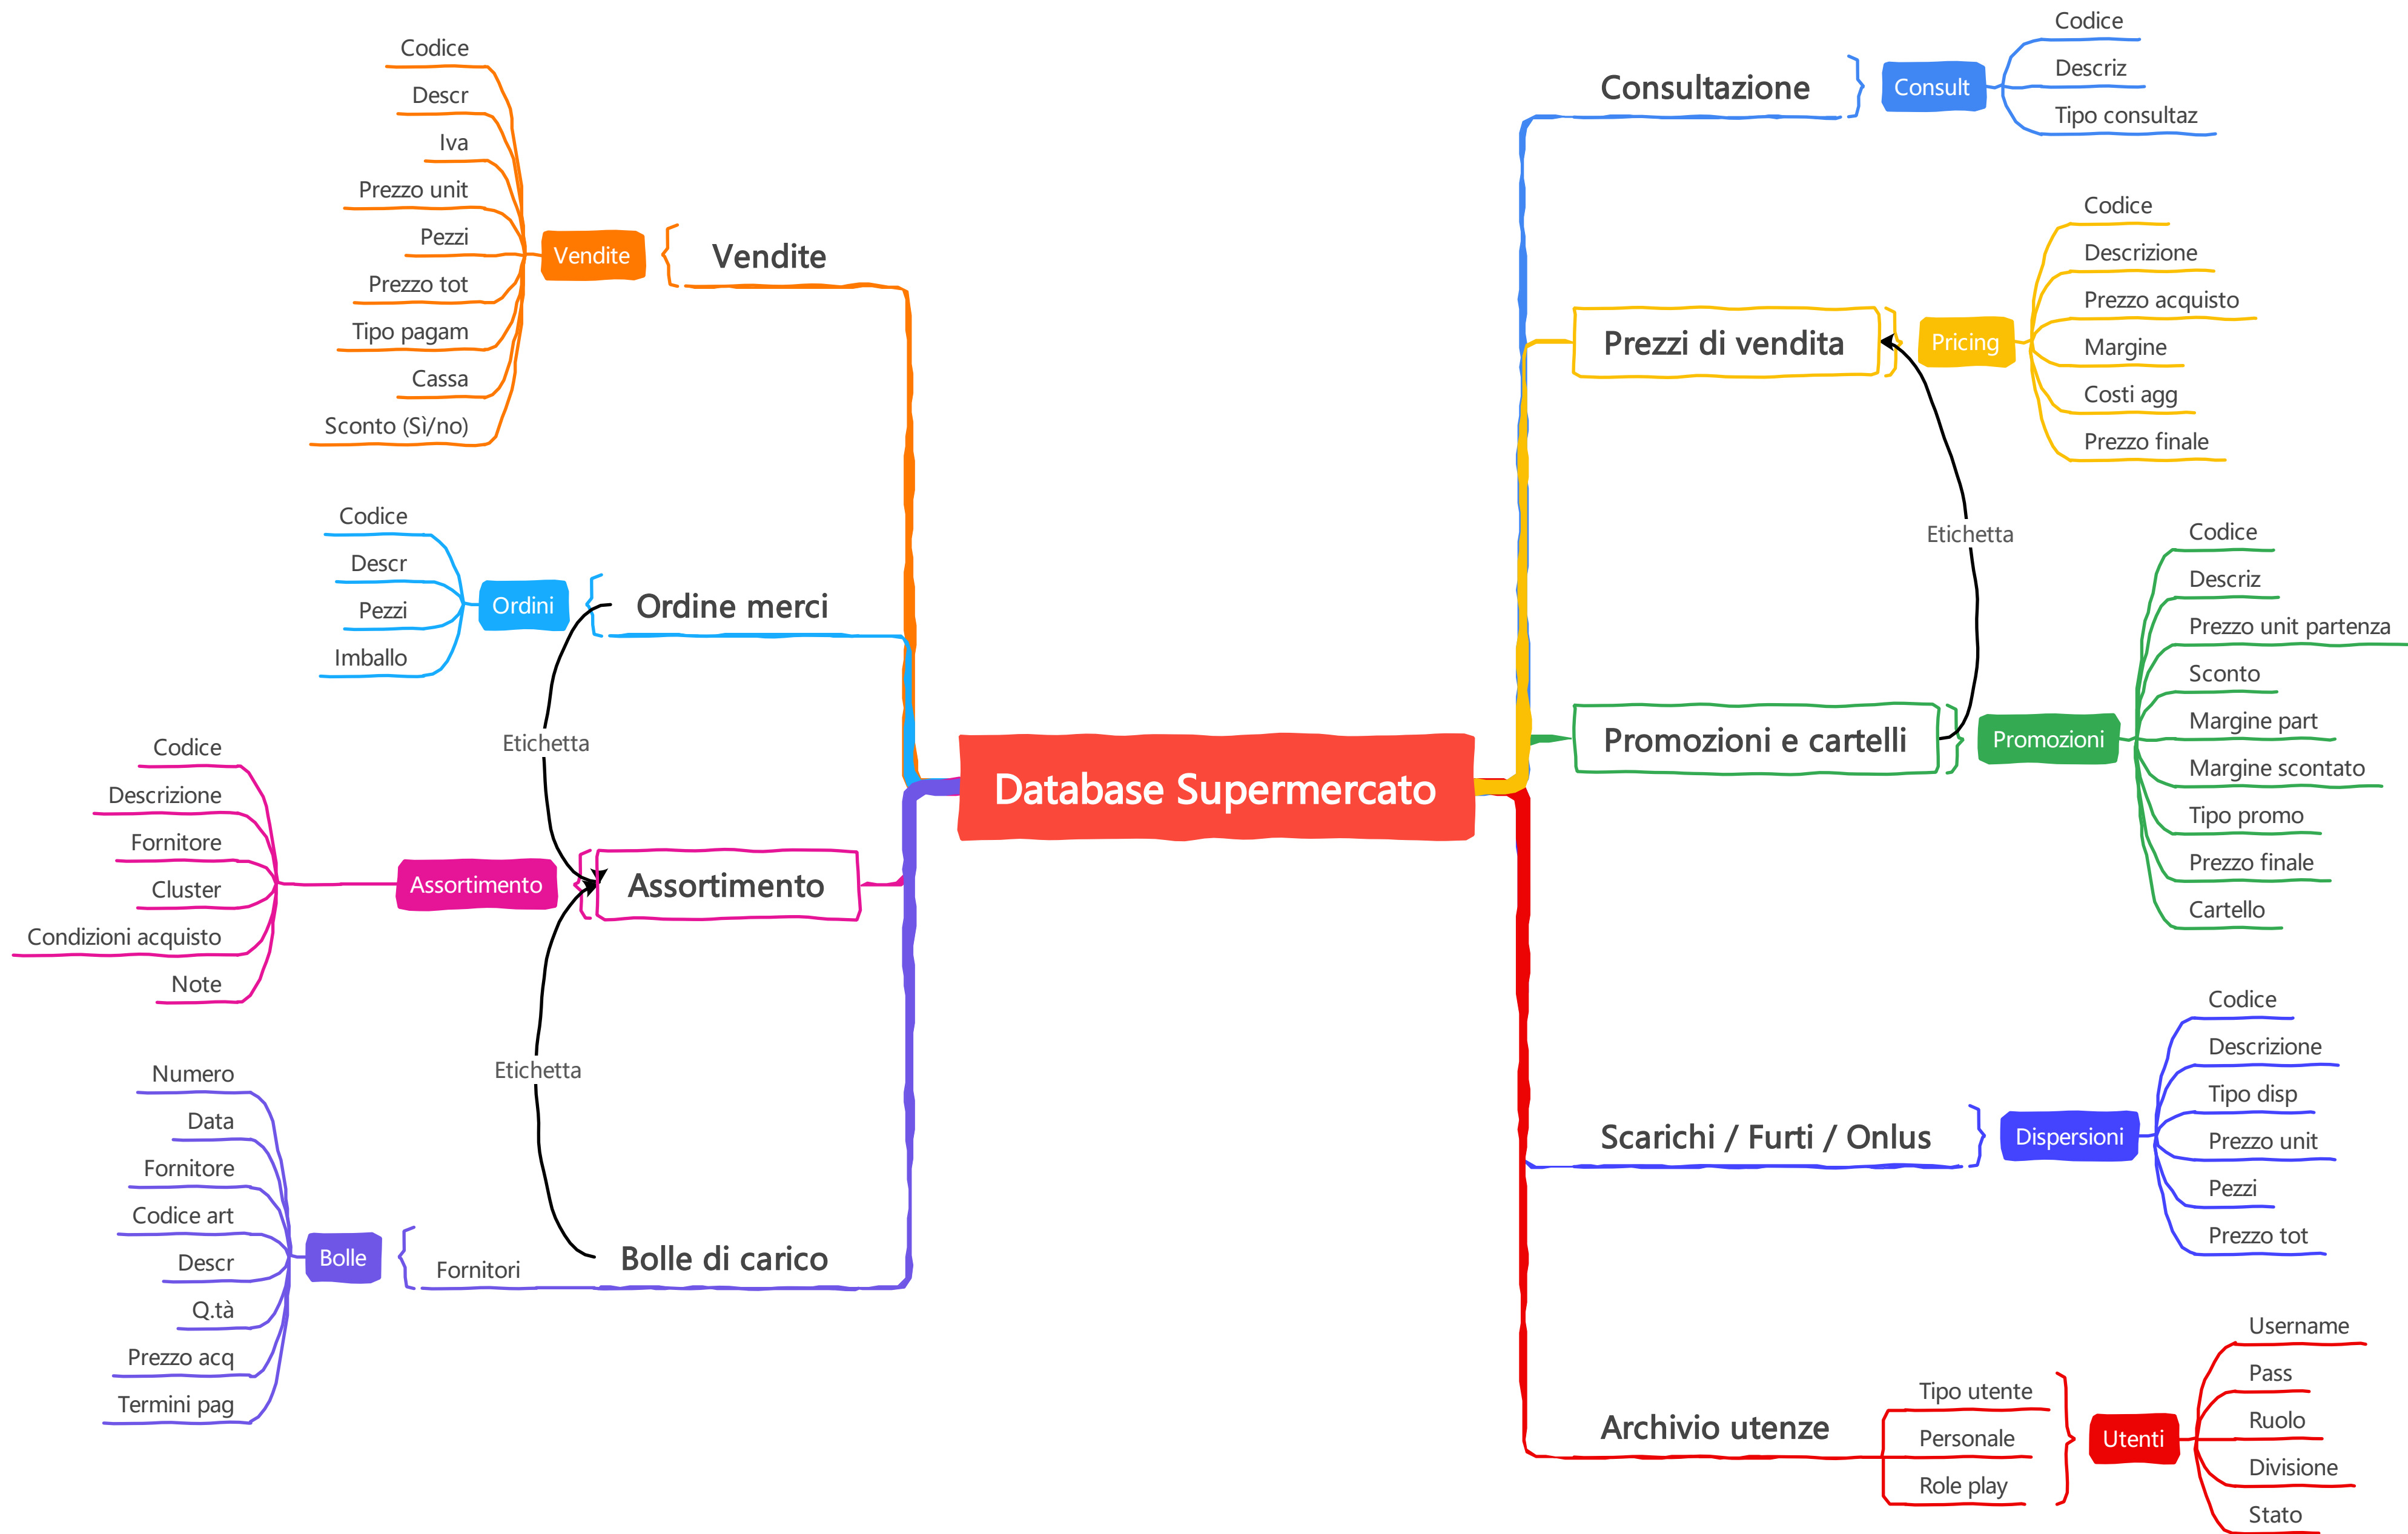 Database Supermercato
Consultazione
Consult
Codice
Descriz
Tipo consultaz
Prezzi di vendita
Pricing
Codice
Descrizione
Prezzo acquisto
Margine
Costi agg
Prezzo finale
Etichetta
Promozioni e cartelli
Promozioni
Codice
Descriz
Prezzo unit partenza
Sconto
Margine part
Margine scontato
Tipo promo
Prezzo finale
Cartello
Scarichi / Furti / Onlus
Dispersioni
Codice
Descrizione
Tipo disp
Prezzo unit
Pezzi
Prezzo tot
Archivio utenze
Tipo utente
Personale
Role play
Utenti
Username
Pass
Ruolo
Divisione
Stato
Vendite
Vendite
Codice
Descr
Iva
Prezzo unit
Pezzi
Prezzo tot
Tipo pagam
Cassa
Sconto (Sì/no)
Ordine merci
Ordini
Codice
Descr
Pezzi
Imballo
Etichetta
Assortimento
Assortimento
Codice
Descrizione
Fornitore
Cluster
Condizioni acquisto
Note
Etichetta
Bolle di carico
Fornitori
Bolle
Numero
Data
Fornitore
Codice art
Descr
Q.tà
Prezzo acq
Termini pag